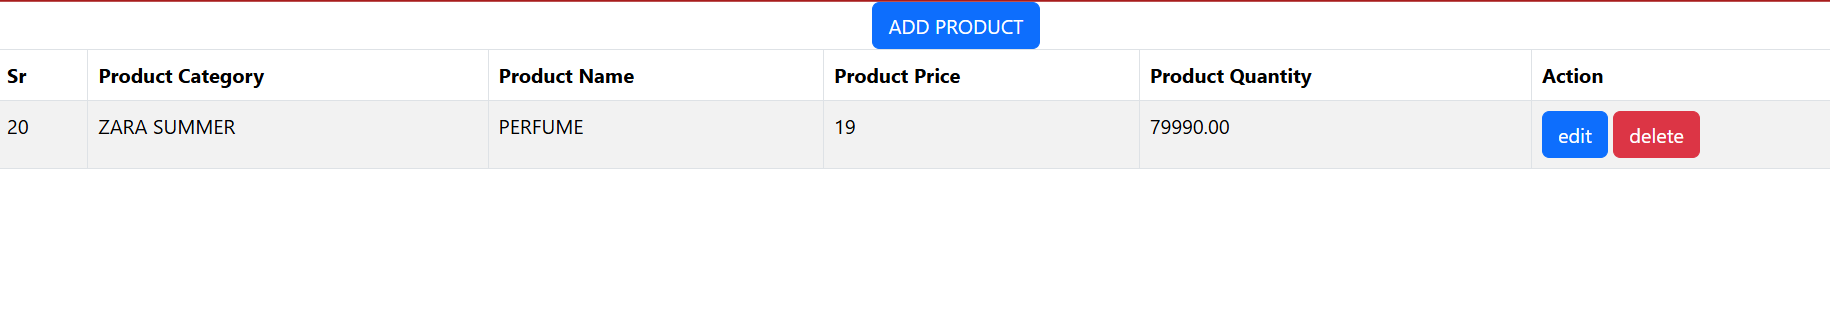 ADD PRODUCT
Sr Product Category Product Name Product Price Product Quantity Action
20 ZARA SUMMER PERFUME 19 79990.00 edit delete